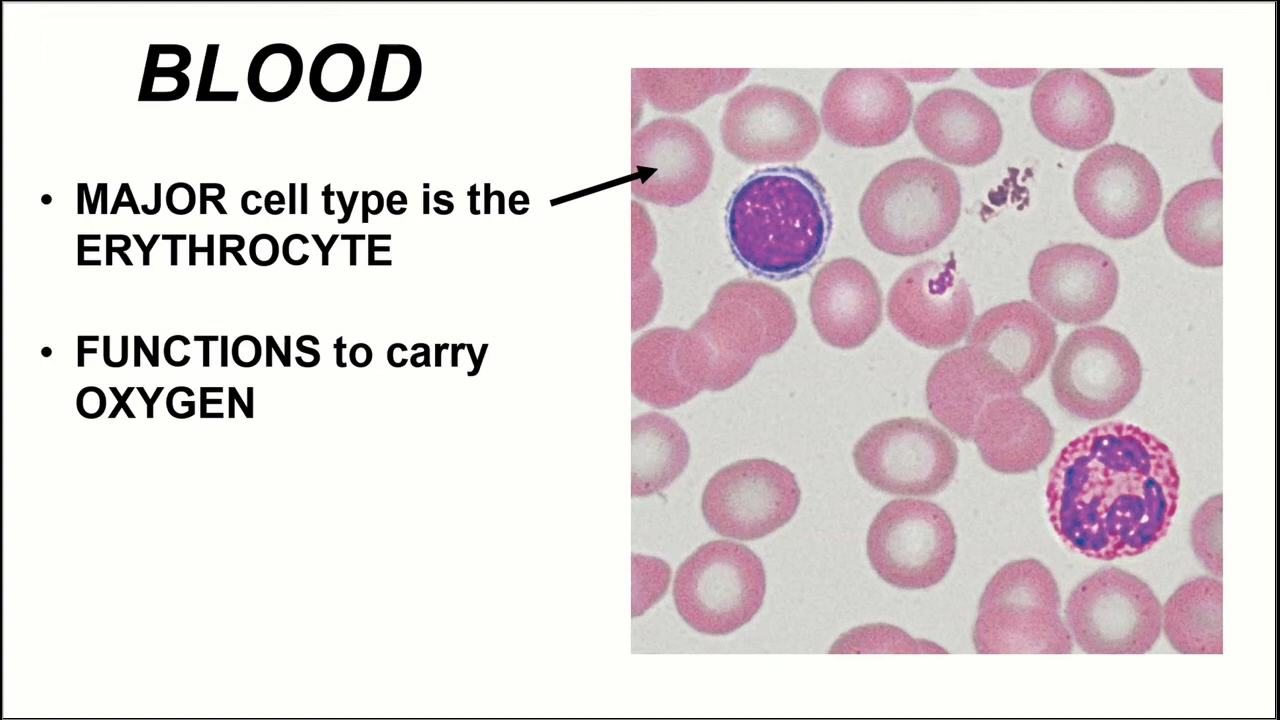 BLOOD
• MAJOR cell type is the
ERYTHROCYTE
• FUNCTIONS to carry
OXYGEN